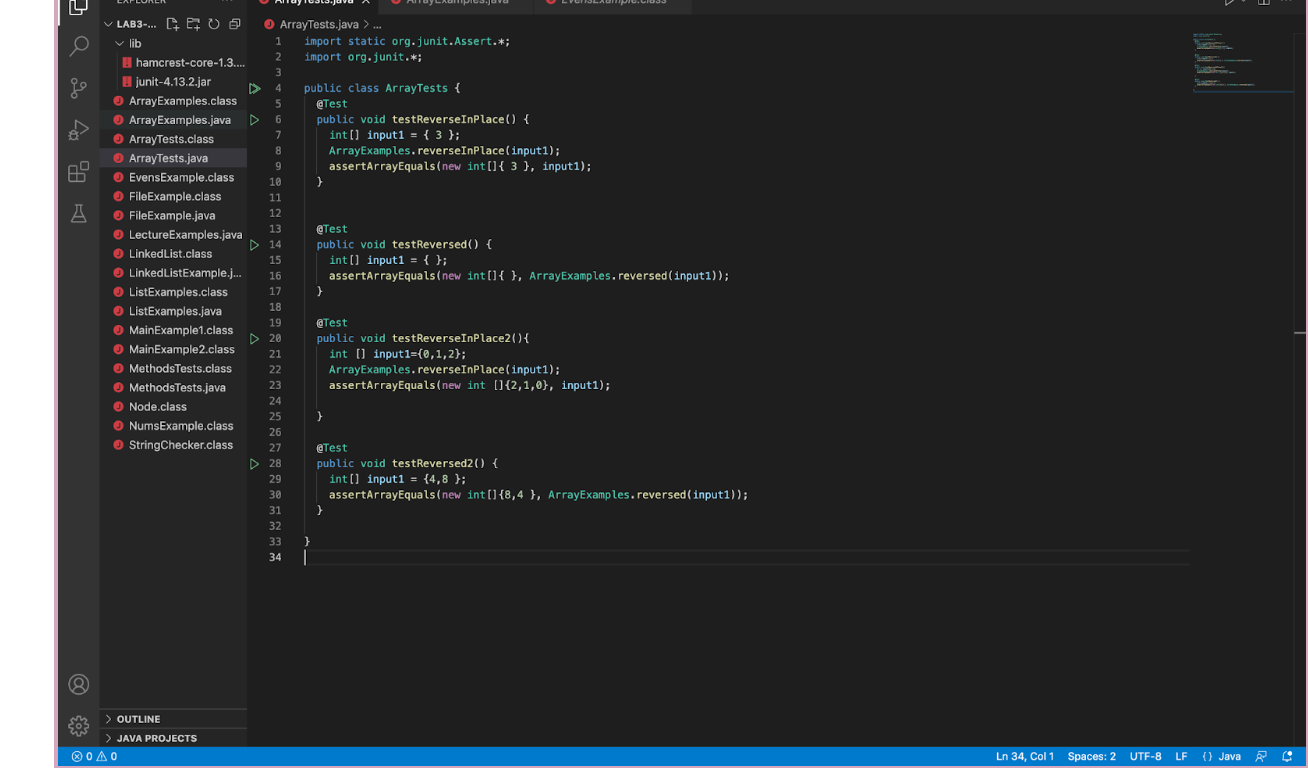 EXPLORER
ArrayTests.java
ArrayExamples.java
EvensExample.class
LAB3-...
ArrayTests.java > ...
lib
hamcrest-core-1.3....
junit-4.13.2.jar
ArrayExamples.class
ArrayExamples.java
ArrayTests.class
ArrayTests.java
EvensExample.class
FileExample.class
FileExample.java
LectureExamples.java
LinkedList.class
LinkedListExample.j...
ListExamples.class
ListExamples.java
MainExample1.class
MainExample2.class
MethodsTests.class
MethodsTests.java
Node.class
NumsExample.class
StringChecker.class
OUTLINE
JAVA PROJECTS
1 import static org.junit.Assert.*;
2 import org.junit.*;
3
4 public class ArrayTests {
5 @Test
6 public void testReverseInPlace() {
7 int[] input1 = { 3 };
8 ArrayExamples.reverseInPlace(input1);
9 assertArrayEquals(new int[]{ 3 }, input1);
10 }
11
12
13 @Test
14 public void testReversed() {
15 int[] input1 = { };
16 assertArrayEquals(new int[]{ }, ArrayExamples.reversed(input1));
17 }
18
19 @Test
20 public void testReverseInPlace2(){
21 int [] input1={0,1,2};
22 ArrayExamples.reverseInPlace(input1);
23 assertArrayEquals(new int []{2,1,0}, input1);
24
25 }
26
27 @Test
28 public void testReversed2() {
29 int[] input1 = {4,8 };
30 assertArrayEquals(new int[]{8,4 }, ArrayExamples.reversed(input1));
31 }
32
33 }
34
0 0
Ln 34, Col 1 Spaces: 2 UTF-8 LF {} Java